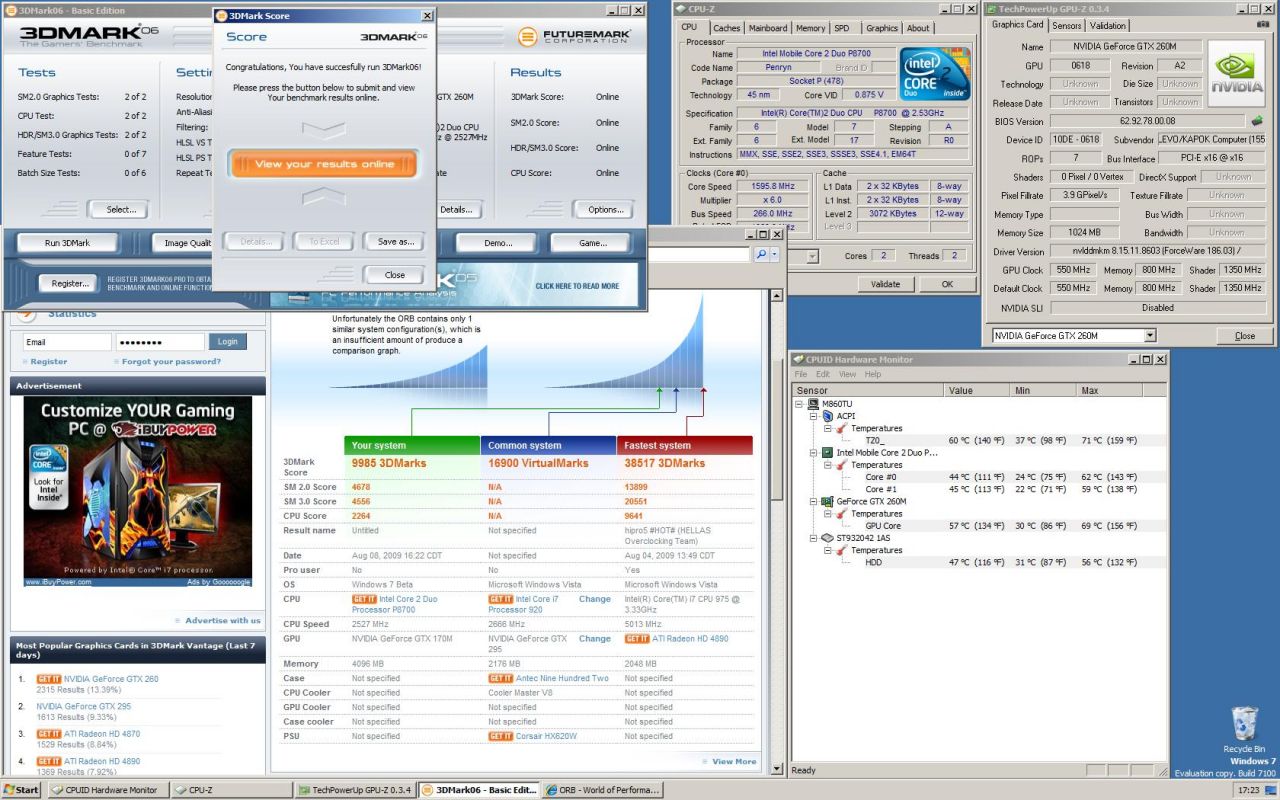 3DMark06 - Basic Edition
3DMARK®06
The Gamers' Benchmark
FUTUREMARK
CORPORATION
Tests
SM2.0 Graphics Tests: 2 of 2
CPU Test: 2 of 2
HDR/SM3.0 Graphics Tests: 2 of 2
Feature Tests: 0 of 7
Batch Size Tests: 0 of 6
Select...
Setti
Resolution
Anti-Alias
Filtering:
HLSL VS T
HLSL PS T
Repeat Te
GTX 260M
2 Duo CPU
@ 2527MHz
Details...
Results
3DMark Score: Online
SM2.0 Score: Online
HDR/SM3.0 Score: Online
CPU Score: Online
Options...
Run 3DMark
Image Qualit
Demo...
Game...
Register...
REGISTER 3DMARK06 PRO TO OBTA
BENCHMARK AND ONLINE FUNCTION
CLICK HERE TO READ MORE
3DMark Score
Score
3DMARK®06
Congratulations, You have succesfully run 3DMark06!
Please press the button below to submit and view
Your benchmark results online.
View your results online
Details...
To Excel
Save as...
Close
CPU-Z
CPU
Caches
Mainboard
Memory
SPD
Graphics
About
Processor
Name Intel Mobile Core 2 Duo P8700
Code Name Penryn Brand ID
Package Socket P (478)
Technology 45 nm Core VID 0.875 V
intel CORE 2 Duo inside
Specification Intel(R) Core(TM)2 Duo CPU P8700 @ 2.53GHz
Family 6 Model 7 Stepping A
Ext. Family 6 Ext. Model 17 Revision R0
Instructions MMX, SSE, SSE2, SSE3, SSSE3, SSE4.1, EM64T
Clocks (Core #0)
Core Speed 1595.8 MHz
Multiplier x 6.0
Bus Speed 266.0 MHz
Cache
L1 Data 2 x 32 KBytes 8-way
L1 Inst. 2 x 32 KBytes 8-way
Level 2 3072 KBytes 12-way
Level 3
Cores 2 Threads 2
Validate
OK
TechPowerUp GPU-Z 0.3.4
Graphics Card
Sensors
Validation
Name NVIDIA GeForce GTX 260M
GPU 0618 Revision A2
Technology Unknown Die Size Unknown
Release Date Unknown Transistors Unknown
NVIDIA
BIOS Version 62.92.78.00.08
Device ID 10DE - 0618 Subvendor LEVO/KAPOK Computer (155
ROPs 7 Bus Interface PCI-E x16 @ x16
Shaders 0 Pixel / 0 Vertex DirectX Support Unknown
Pixel Fillrate 3.9 GPixel/s Texture Fillrate Unknown
Memory Type Bus Width Unknown
Memory Size 1024 MB Bandwidth Unknown
Driver Version nvlddmkm 8.15.11.8603 (ForceWare 186.03) /
GPU Clock 550 MHz Memory 800 MHz Shader 1350 MHz
Default Clock 550 MHz Memory 800 MHz Shader 1350 MHz
NVIDIA SLI Disabled
NVIDIA GeForce GTX 260M
Close
Statistics
Email
Login
Register
Forgot your password?
Advertisement
Customize YOUR Gaming
PC @ iBUYPOWER
intel CORE i7 inside
Look for
Intel
Inside®
Powered by Intel® Core™ i7 processor.
www.iBuyPower.com
Ads by Goooooogle
Advertise with us
Most Popular Graphics Cards in 3DMark Vantage (Last 7
days)
1. GET IT NVIDIA GeForce GTX 260
2315 Results (13.39%)
2. NVIDIA GeForce GTX 295
1613 Results (9.33%)
3. GET IT ATI Radeon HD 4870
1529 Results (8.84%)
4. GET IT ATI Radeon HD 4890
1369 Results (7.92%)
Unfortunately the ORB contains only 1
similar system configuration(s), which is
an insufficient amount of produce a
comparison graph.
Your system Common system Fastest system
3DMark Score 9985 3DMarks 16900 VirtualMarks 38517 3DMarks
SM 2.0 Score 4678 N/A 13899
SM 3.0 Score 4556 N/A 20551
CPU Score 2264 N/A 9641
Result name Untitled Not specified hipro5 #HOT# (HELLAS Overclocking Team)
Date Aug 08, 2009 16:22 CDT Not specified Aug 04, 2009 13:49 CDT
Pro user No No Yes
OS Windows 7 Beta Microsoft Windows Vista Microsoft Windows Vista
CPU GET IT Intel Core 2 Duo Processor P8700 GET IT Intel Core i7 Processor 920 Change Intel(R) Core(TM) i7 CPU 975 @ 3.33GHz
CPU Speed 2527 MHz 2666 MHz 5013 MHz
GPU NVIDIA GeForce GTX 170M NVIDIA GeForce GTX 295 Change GET IT ATI Radeon HD 4890
Memory 4096 MB 2176 MB 2048 MB
Case Not specified GET IT Antec Nine Hundred Two Not specified
CPU Cooler Not specified Cooler Master V8 Not specified
GPU Cooler Not specified Not specified Not specified
Case cooler Not specified Not specified Not specified
PSU Not specified GET IT Corsair HX620W Not specified
View More
CPUID Hardware Monitor
File Edit View Help
Sensor Value Min Max
M860TU
ACPI
Temperatures
TZ0_ 60 °C (140 °F) 37 °C (98 °F) 71 °C (159 °F)
Intel Mobile Core 2 Duo P...
Temperatures
Core #0 44 °C (111 °F) 24 °C (75 °F) 62 °C (143 °F)
Core #1 45 °C (113 °F) 22 °C (71 °F) 59 °C (138 °F)
GeForce GTX 260M
Temperatures
GPU Core 57 °C (134 °F) 30 °C (86 °F) 69 °C (156 °F)
ST932042 1AS
Temperatures
HDD 47 °C (116 °F) 31 °C (87 °F) 56 °C (132 °F)
Ready
Recycle Bin
Windows 7
Evaluation copy. Build 7100
Start
CPUID Hardware Monitor
CPU-Z
TechPowerUp GPU-Z 0.3.4
3DMark06 - Basic Edit...
ORB - World of Performa...
17:23